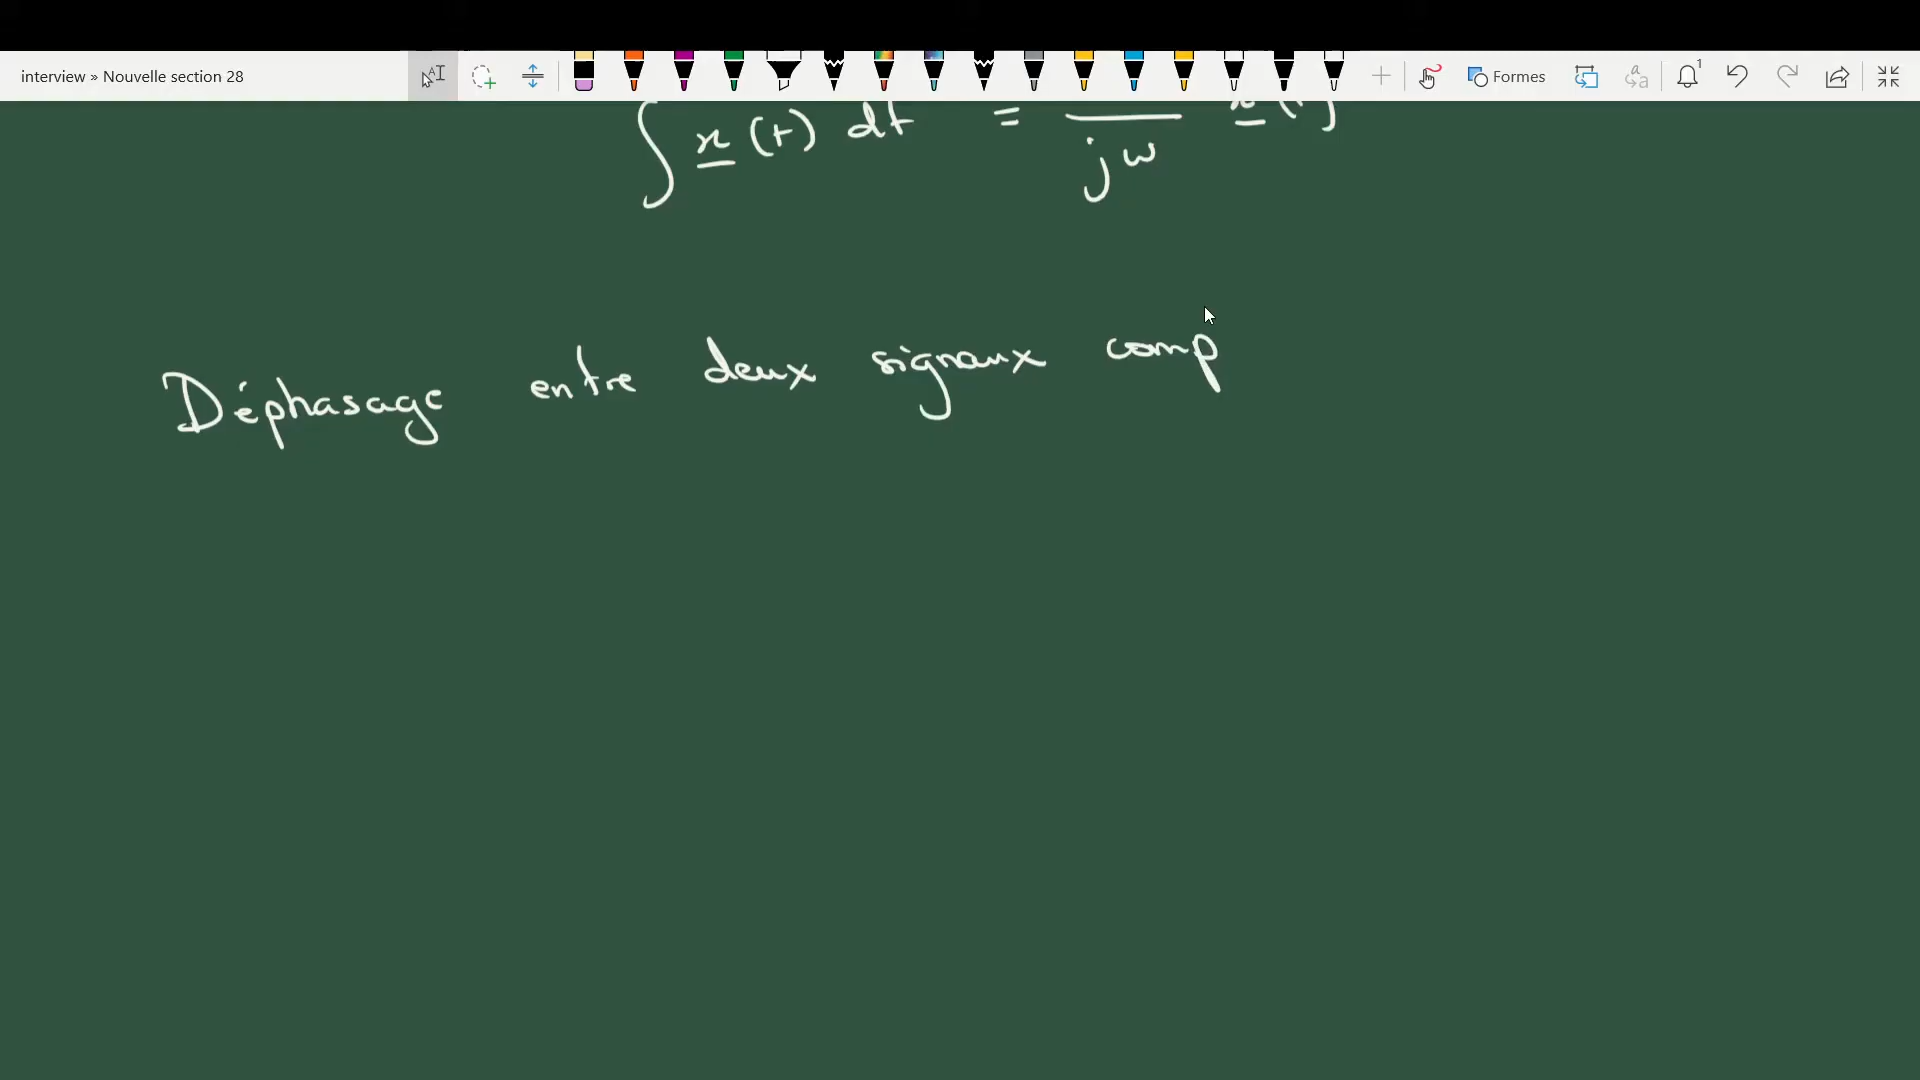 interview » Nouvelle section 28
Formes
1
∫ x (t) dt = ― x (t)
jω
Déphasage entre deux signaux comp